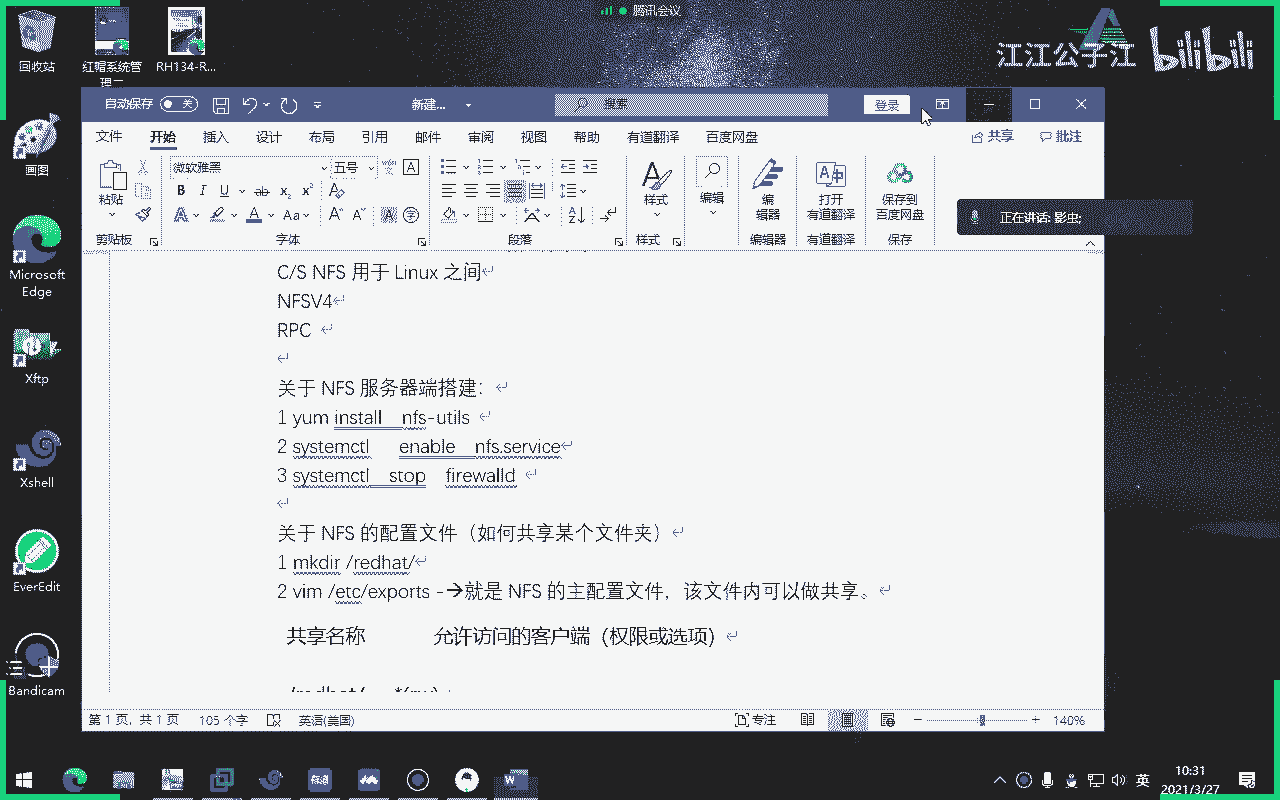 腾讯会议
江江公子江 bilibili
回收站
红帽系统管
理二
RH134-R...
画图
Microsoft
Edge
Xftp
Xshell
EverEdit
Bandicam
自动保存 关
新建...
搜索
登录
文件 开始 插入 设计 布局 引用 邮件 审阅 视图 帮助 有道翻译 百度网盘
共享 批注
粘贴
微软雅黑 五号
样式
编辑
编
辑器
打开
有道翻译
保存到
百度网盘
剪贴板 字体 段落 样式 编辑器 有道翻译 保存
正在讲话: 影虫;
C/S NFS 用于 Linux 之间
NFSV4
RPC
关于 NFS 服务器端搭建：
1 yum install nfs-utils
2 systemctl enable nfs.service
3 systemctl stop firewalld
关于 NFS 的配置文件（如何共享某个文件夹）
1 mkdir /redhat/
2 vim /etc/exports -→就是 NFS 的主配置文件，该文件内可以做共享。
共享名称 允许访问的客户端（权限或选项）
第 1 页，共 1 页 105 个字 英语(美国)
专注
140%
英
10:31
2021/3/27